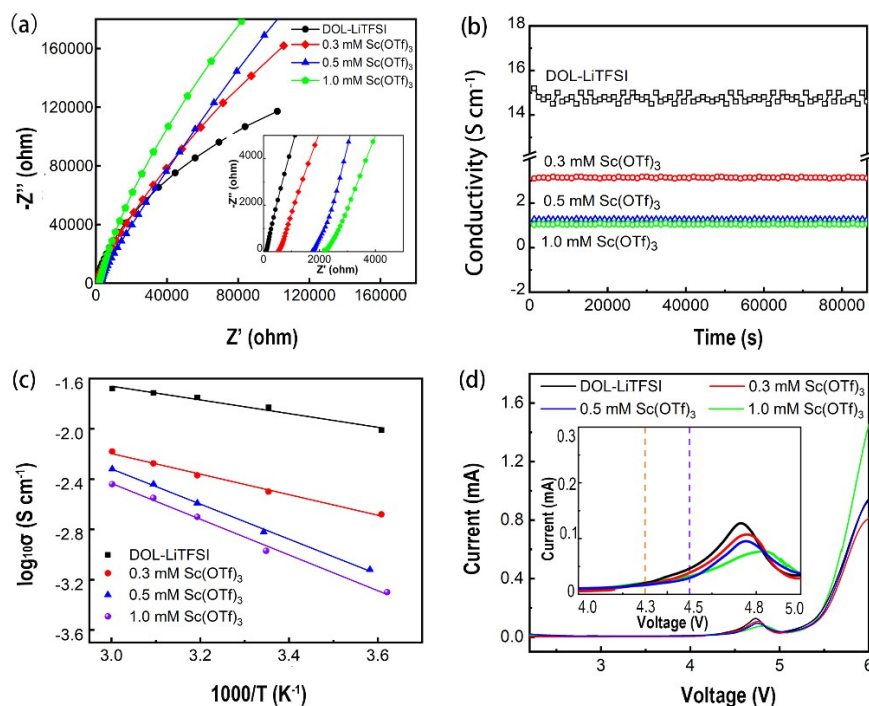 (a)
180000
160000
120000
80000
40000
0
-Z'' (ohm)
DOL-LiTFSI
0.3 mM Sc(OTf)₃
0.5 mM Sc(OTf)₃
1.0 mM Sc(OTf)₃
4000
2000
0
-Z'' (ohm)
0 2000 4000
Z' (ohm)
0 40000 80000 120000 160000
Z' (ohm)
(b)
18
16
14
4
2
0
-2
Conductivity (S cm⁻¹)
DOL-LiTFSI
0.3 mM Sc(OTf)₃
0.5 mM Sc(OTf)₃
1.0 mM Sc(OTf)₃
0 20000 40000 60000 80000
Time (s)
(c)
-1.6
-2.0
-2.4
-2.8
-3.2
-3.6
log₁₀σ (S cm⁻¹)
DOL-LiTFSI
0.3 mM Sc(OTf)₃
0.5 mM Sc(OTf)₃
1.0 mM Sc(OTf)₃
3.0 3.2 3.4 3.6
1000/T (K⁻¹)
(d)
DOL-LiTFSI 0.3 mM Sc(OTf)₃
0.5 mM Sc(OTf)₃ 1.0 mM Sc(OTf)₃
1.6
1.2
0.8
0.4
0.0
Current (mA)
0.3
0.2
0.1
0.0
Current (mA)
4.0 4.3 4.5 4.8 5.0
Voltage (V)
3 4 5 6
Voltage (V)